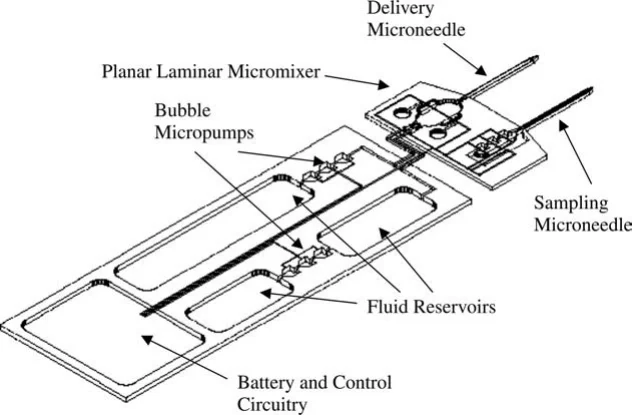 Delivery
Microneedle
Planar Laminar Micromixer
Bubble
Micropumps
Sampling
Microneedle
Fluid Reservoirs
Battery and Control
Circuitry